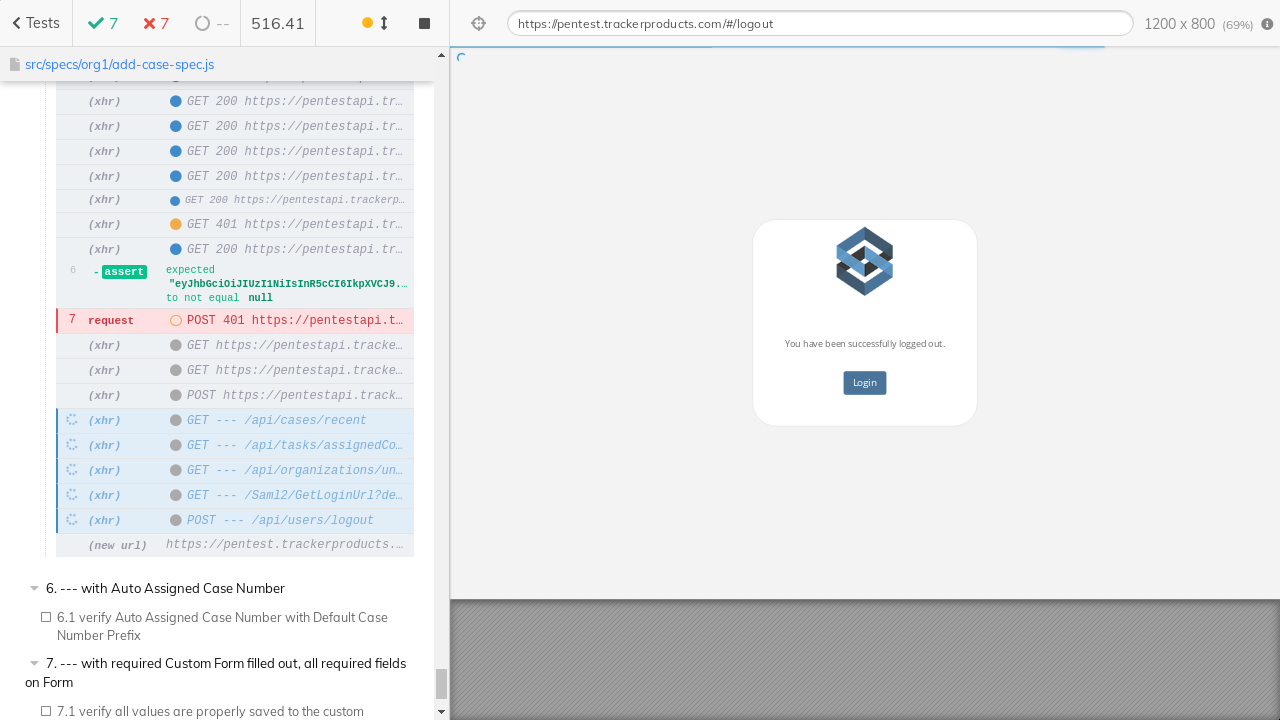 Tests
7
7
--
516.41
https://pentest.trackerproducts.com/#/logout
1200 x 800 (69%)
src/specs/org1/add-case-spec.js
(xhr) GET 200 https://pentestapi.tr…
(xhr) GET 200 https://pentestapi.tr…
(xhr) GET 200 https://pentestapi.tr…
(xhr) GET 200 https://pentestapi.tr…
(xhr) GET 200 https://pentestapi.trackerp…
(xhr) GET 401 https://pentestapi.tr…
(xhr) GET 200 https://pentestapi.tr…
6 -assert expected
"eyJhbGciOiJIUzI1NiIsInR5cCI6IkpXVCJ9.…
to not equal null
7 request POST 401 https://pentestapi.t…
(xhr) GET https://pentestapi.tracke…
(xhr) GET https://pentestapi.tracke…
(xhr) POST https://pentestapi.track…
(xhr) GET --- /api/cases/recent
(xhr) GET --- /api/tasks/assignedCo…
(xhr) GET --- /api/organizations/un…
(xhr) GET --- /Saml2/GetLoginUrl?de…
(xhr) POST --- /api/users/logout
(new url) https://pentest.trackerproducts.…
6. --- with Auto Assigned Case Number
6.1 verify Auto Assigned Case Number with Default Case
Number Prefix
7. --- with required Custom Form filled out, all required fields
on Form
7.1 verify all values are properly saved to the custom
You have been successfully logged out.
Login